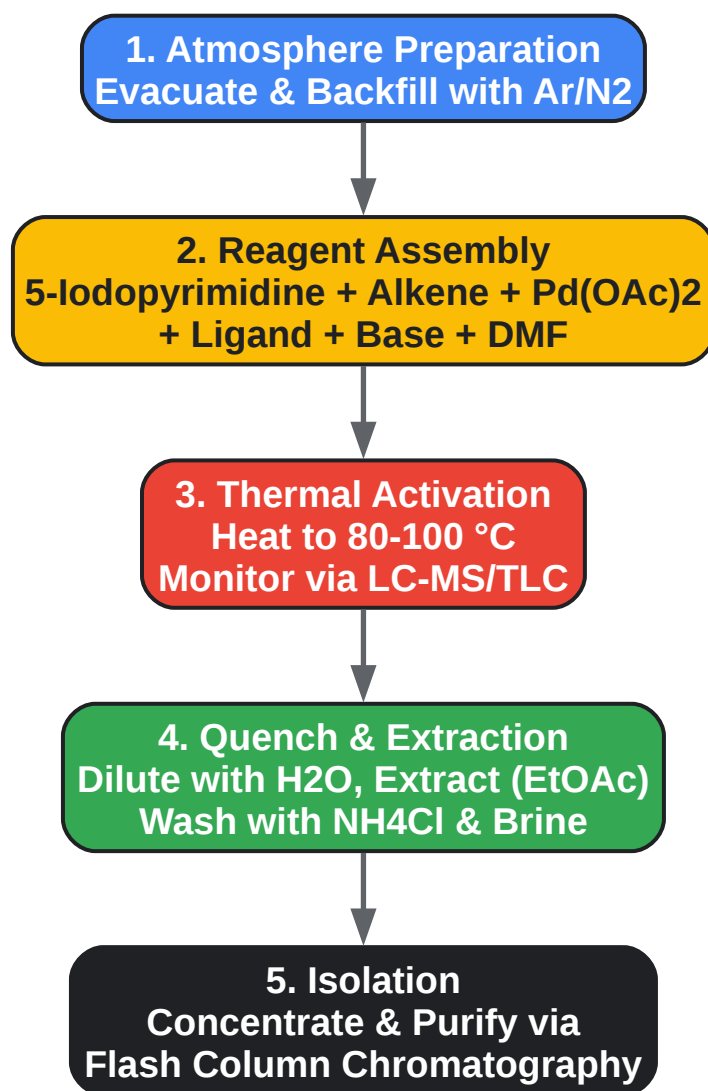 1. Atmosphere Preparation
Evacuate & Backfill with Ar/N2
2. Reagent Assembly
5-Iodopyrimidine + Alkene + Pd(OAc)2
+ Ligand + Base + DMF
3. Thermal Activation
Heat to 80-100 °C
Monitor via LC-MS/TLC
4. Quench & Extraction
Dilute with H2O, Extract (EtOAc)
Wash with NH4Cl & Brine
5. Isolation
Concentrate & Purify via
Flash Column Chromatography